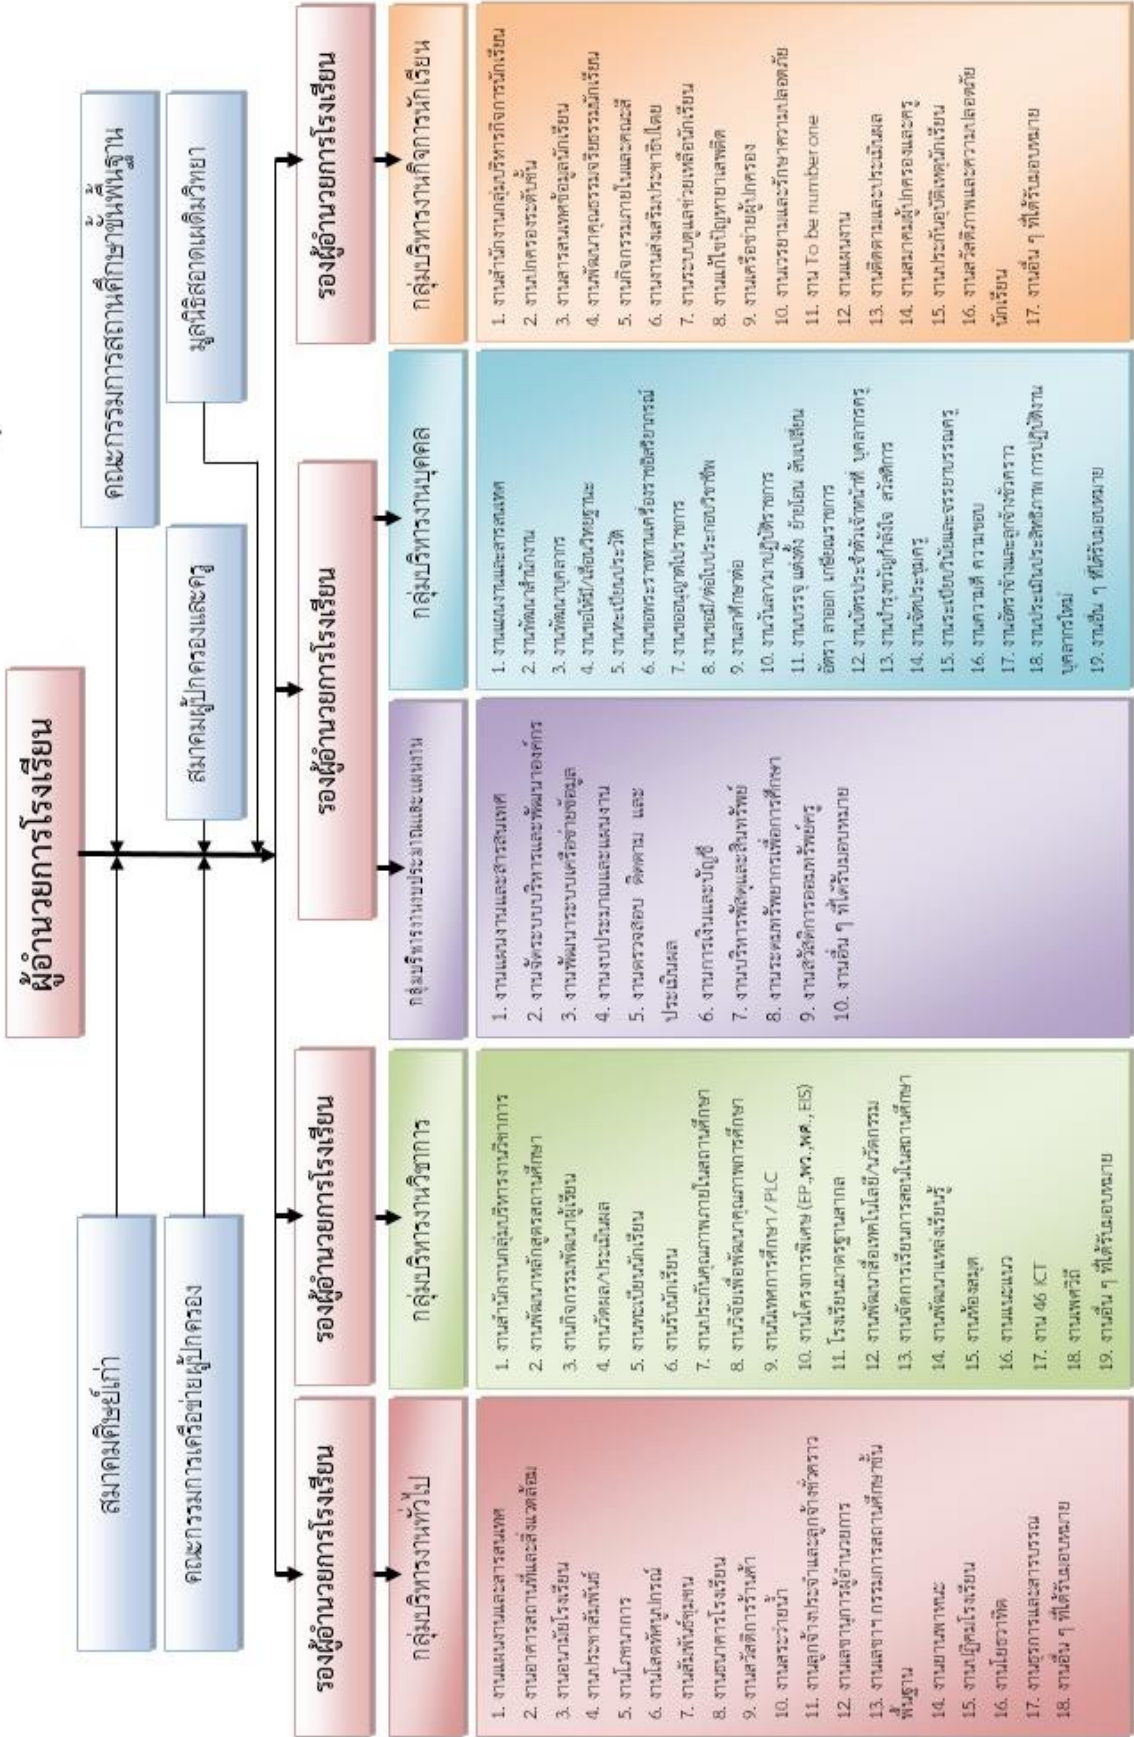 ผู้อำนวยการโรงเรียน
สมาคมศิษย์เก่า
คณะกรรมการสถานศึกษาขั้นพื้นฐาน
คณะกรรมการเครือข่ายผู้ปกครอง
สมาคมผู้ปกครองและครู
มูลนิธิสอาดเผดิมวิทยา
รองผู้อำนวยการโรงเรียน
รองผู้อำนวยการโรงเรียน
รองผู้อำนวยการโรงเรียน
รองผู้อำนวยการโรงเรียน
กลุ่มบริหารงานทั่วไป
1. งานแผนงานและสารสนเทศ
2. งานอาคารสถานที่และสิ่งแวดล้อม
3. งานอนามัยโรงเรียน
4. งานประชาสัมพันธ์
5. งานโภชนาการ
6. งานโสตทัศนูปกรณ์
7. งานสัมพันธ์ชุมชน
8. งานธนาคารโรงเรียน
9. งานสวัสดิการร้านค้า
10. งานสระว่ายน้ำ
11. งานลูกจ้างประจำและลูกจ้างชั่วคราว
12. งานเลขานุการผู้อำนวยการ
13. งานเลขาฯ กรรมการสถานศึกษาขั้น
พื้นฐาน
14. งานยานพาหนะ
15. งานปฏิคมโรงเรียน
16. งานโยธวาทิต
17. งานธุรการและสารบรรณ
18. งานอื่น ๆ ที่ได้รับมอบหมาย
กลุ่มบริหารงานวิชาการ
1. งานสำนักงานกลุ่มบริหารงานวิชาการ
2. งานพัฒนาหลักสูตรสถานศึกษา
3. งานกิจกรรมพัฒนาผู้เรียน
4. งานวัดผล/ประเมินผล
5. งานทะเบียนนักเรียน
6. งานรับนักเรียน
7. งานประกันคุณภาพภายในสถานศึกษา
8. งานวิจัยเพื่อพัฒนาคุณภาพการศึกษา
9. งานนิเทศการศึกษา / PLC
10. งานโครงการพิเศษ (EP.,พว.,พศ., EIS)
11. โรงเรียนมาตรฐานสากล
12. งานพัฒนาสื่อเทคโนโลยี/นวัตกรรม
13. งานจัดการเรียนการสอนในสถานศึกษา
14. งานพัฒนาแหล่งเรียนรู้
15. งานห้องสมุด
16. งานแนะแนว
17. งาน 46 ICT
18. งานเพศวิถี
19. งานอื่น ๆ ที่ได้รับมอบหมาย
กลุ่มบริหารงานงบประมาณและแผนงาน
1. งานแผนงานและสารสนเทศ
2. งานจัดระบบบริหารและพัฒนาองค์กร
3. งานพัฒนาระบบเครือข่ายข้อมูล
4. งานงบประมาณและแผนงาน
5. งานตรวจสอบ ติดตาม และ
ประเมินผล
6. งานการเงินและบัญชี
7. งานบริหารพัสดุและสินทรัพย์
8. งานระดมทรัพยากรเพื่อการศึกษา
9. งานสวัสดิการออมทรัพย์ครู
10. งานอื่น ๆ ที่ได้รับมอบหมาย
กลุ่มบริหารงานบุคคล
1. งานแผนงานและสารสนเทศ
2. งานพัฒนาสำนักงาน
3. งานพัฒนาบุคลากร
4. งานขอให้มี/เลื่อนวิทยฐานะ
5. งานทะเบียนประวัติ
6. งานขอพระราชทานเครื่องราชอิสริยาภรณ์
7. งานขออนุญาตไปราชการ
8. งานขอมี/ต่อใบประกอบวิชาชีพ
9. งานลาศึกษาต่อ
10. งานวันลา/มาปฏิบัติราชการ
11. งานบรรจุ แต่งตั้ง ย้ายโอน สับเปลี่ยน
อัตรา ลาออก เกษียณราชการ
12. งานบัตรประจำตัวเจ้าหน้าที่ บุคลากรครู
13. งานบำรุงขวัญกำลังใจ สวัสดิการ
14. งานจัดประชุมครู
15. งานระเบียบวินัยและจรรยาบรรณครู
16. งานความดี ความชอบ
17. งานอัตราจ้างและลูกจ้างชั่วคราว
18. งานประเมินประสิทธิภาพ การปฏิบัติงาน
บุคลากรใหม่
19. งานอื่น ๆ ที่ได้รับมอบหมาย
กลุ่มบริหารงานกิจการนักเรียน
1. งานสำนักงานกลุ่มบริหารกิจการนักเรียน
2. งานปกครองระดับชั้น
3. งานสารสนเทศข้อมูลนักเรียน
4. งานพัฒนาคุณธรรมจริยธรรมนักเรียน
5. งานกิจกรรมภายในและคณะสี
6. งานงานส่งเสริมประชาธิปไตย
7. งานระบบดูแลช่วยเหลือนักเรียน
8. งานแก้ไขปัญหายาเสพติด
9. งานเครือข่ายผู้ปกครอง
10. งานเวรยามและรักษาความปลอดภัย
11. งาน To be number one
12. งานแผนงาน
13. งานติดตามและประเมินผล
14. งานสมาคมผู้ปกครองและครู
15. งานประกันอุบัติเหตุนักเรียน
16. งานสวัสดิภาพและความปลอดภัย
นักเรียน
17. งานอื่น ๆ ที่ได้รับมอบหมาย